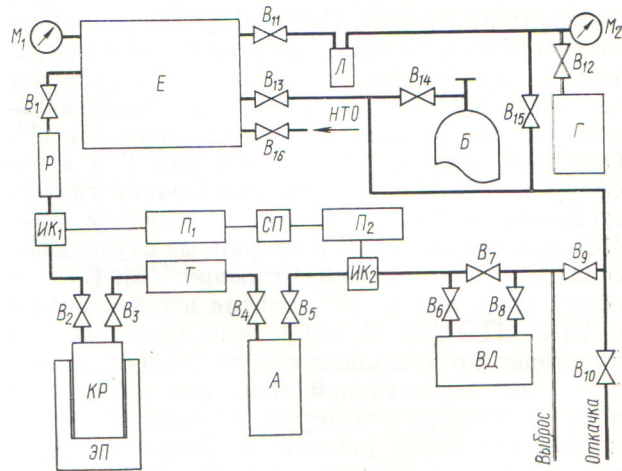 М₁
В₁₁
М₂
Е
Л
В₁₂
В₁
В₁₃
В₁₄
НТО
В₁₆
Б
В₁₅
Г
Р
ИК₁
П₁
СП
П₂
Т
ИК₂
В₇
В₉
В₂
В₃
В₄
В₅
В₆
В₈
КР
А
ВД
В₁₀
ЭП
Выброс
Откачка